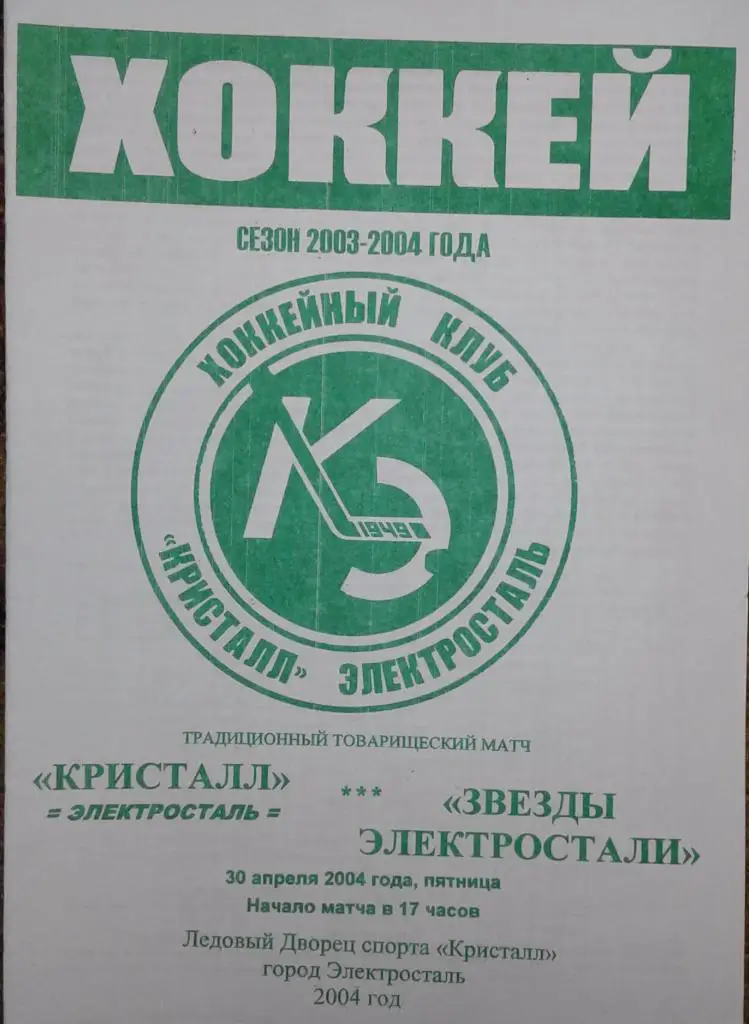 ХОККЕЙ
СЕЗОН 2003-2004 ГОДА
ХОККЕЙНЫЙ КЛУБ
КЭ
1949
«КРИСТАЛЛ» ЭЛЕКТРОСТАЛЬ
ТРАДИЦИОННЫЙ ТОВАРИЩЕСКИЙ МАТЧ
«КРИСТАЛЛ»
= ЭЛЕКТРОСТАЛЬ =
***
«ЗВЕЗДЫ
ЭЛЕКТРОСТАЛИ»
30 апреля 2004 года, пятница
Начало матча в 17 часов
Ледовый Дворец спорта «Кристалл»
город Электросталь
2004 год